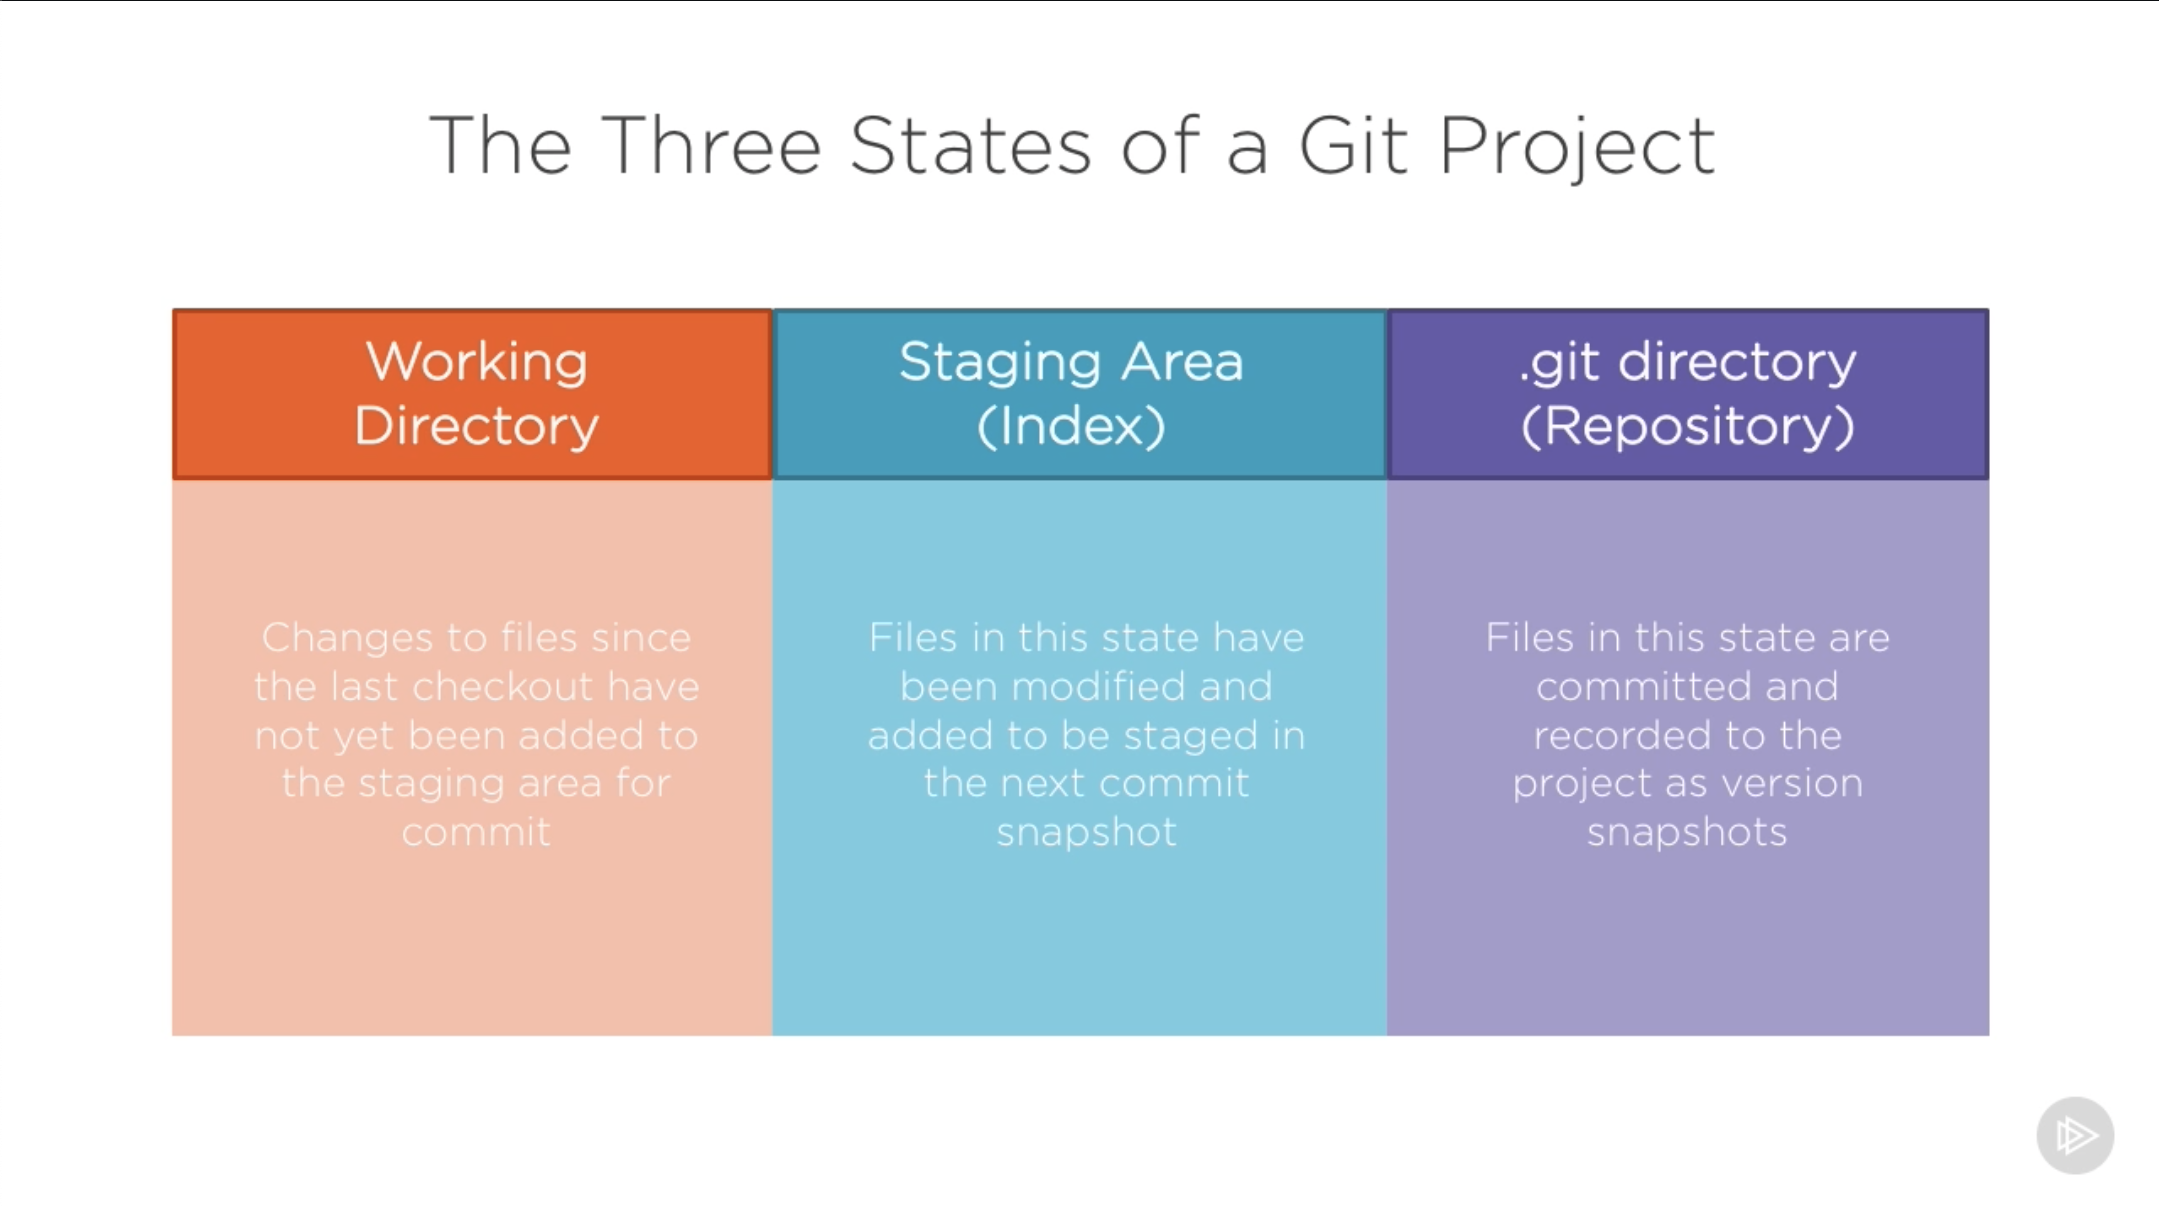 The Three States of a Git Project
Working
Directory
Staging Area
(Index)
.git directory
(Repository)
Changes to files since
the last checkout have
not yet been added to
the staging area for
commit
Files in this state have
been modified and
added to be staged in
the next commit
snapshot
Files in this state are
committed and
recorded to the
project as version
snapshots